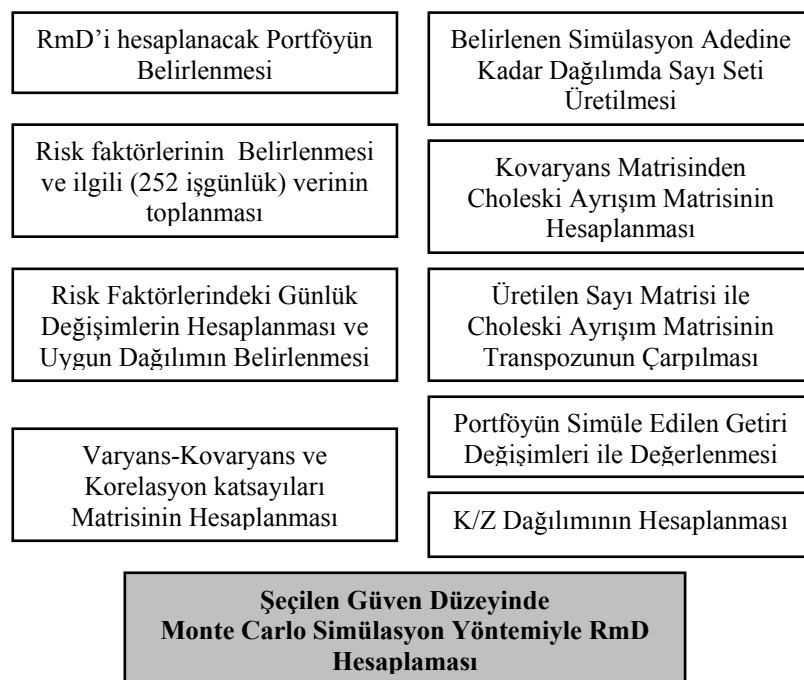 RmD’i hesaplanacak Portföyün
Belirlenmesi
Risk faktörlerinin Belirlenmesi
ve ilgili (252 işgünlük) verinin
toplanması
Risk Faktörlerindeki Günlük
Değişimlerin Hesaplanması ve
Uygun Dağılımın Belirlenmesi
Varyans-Kovaryans ve
Korelasyon katsayıları
Matrisinin Hesaplanması
Belirlenen Simülasyon Adedine
Kadar Dağılımda Sayı Seti
Üretilmesi
Kovaryans Matrisinden
Choleski Ayrışım Matrisinin
Hesaplanması
Üretilen Sayı Matrisi ile
Choleski Ayrışım Matrisinin
Transpozunun Çarpılması
Portföyün Simüle Edilen Getiri
Değişimleri ile Değerlenmesi
K/Z Dağılımının Hesaplanması
Şeçilen Güven Düzeyinde
Monte Carlo Simülasyon Yöntemiyle RmD
Hesaplaması